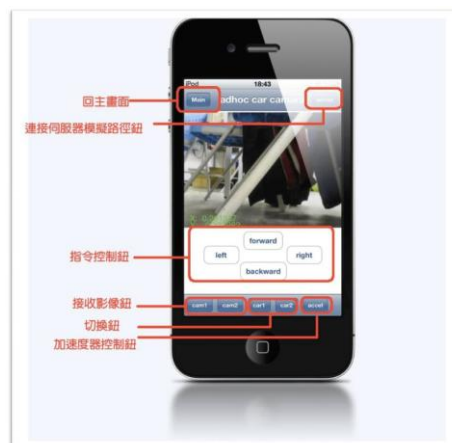 iPod 18:43
回主畫面
Main adhoc car cam
連接伺服器模擬路徑鈕
forward
指令控制鈕
left right
backward
接收影像鈕
cam1 cam2 car1 car2 accel
切換鈕
加速度器控制鈕